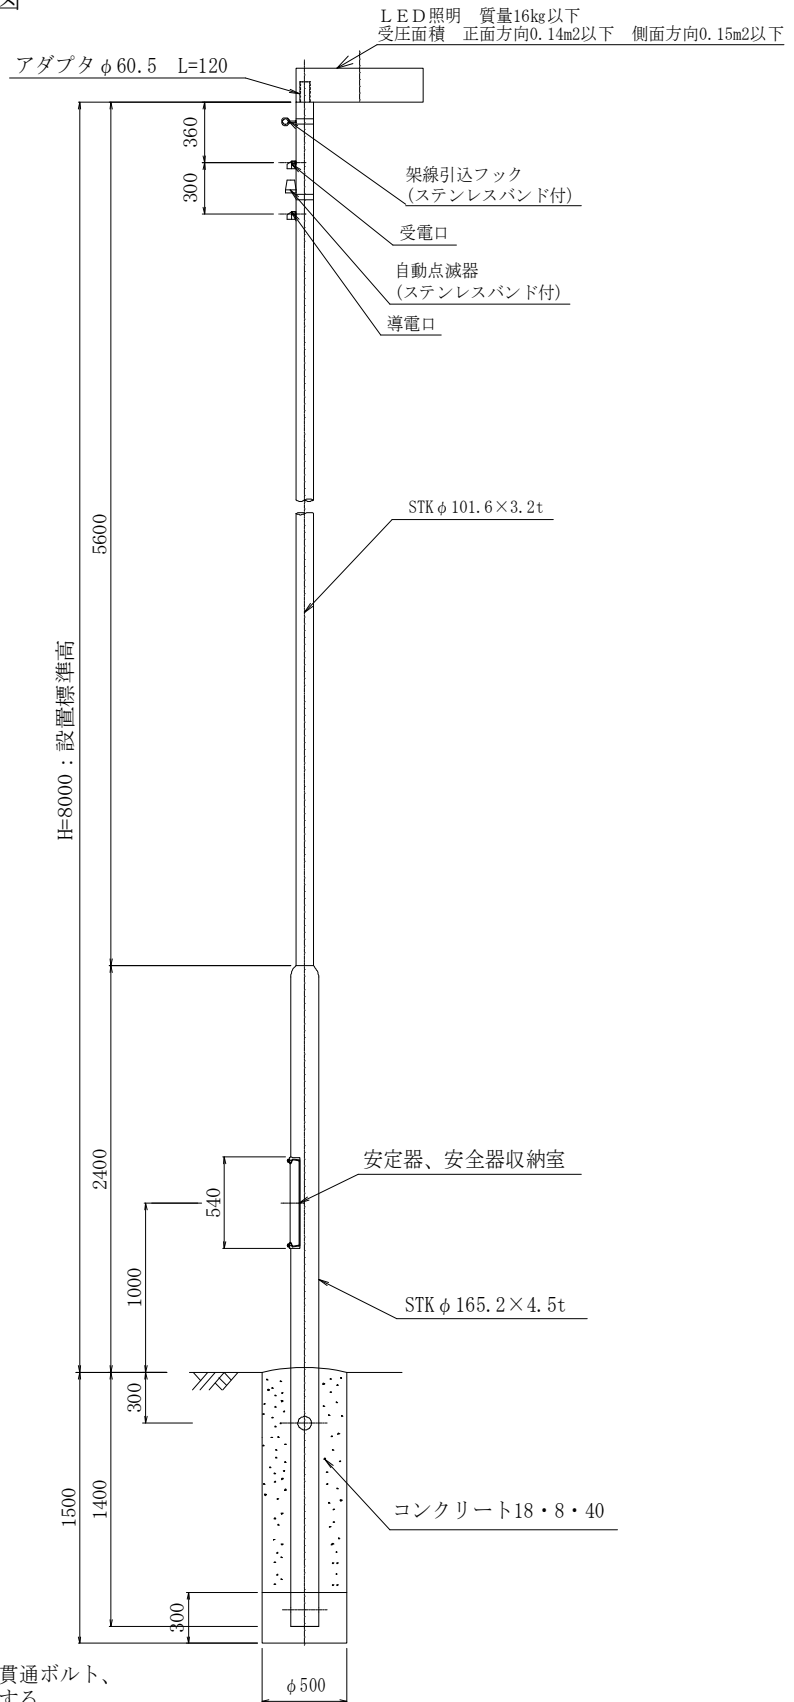 図
LED照明 質量16kg以下
受圧面積 正面方向0.14m2以下 側面方向0.15m2以下
アダプタφ60.5 L=120
360
300
架線引込フック
(ステンレスバンド付)
受電口
自動点滅器
(ステンレスバンド付)
導電口
STKφ101.6×3.2t
5600
H=8000：設置標準高
2400
540
安定器、安全器収納室
1000
STKφ165.2×4.5t
300
1500
1400
コンクリート18・8・40
300
φ500
貫通ボルト、
する